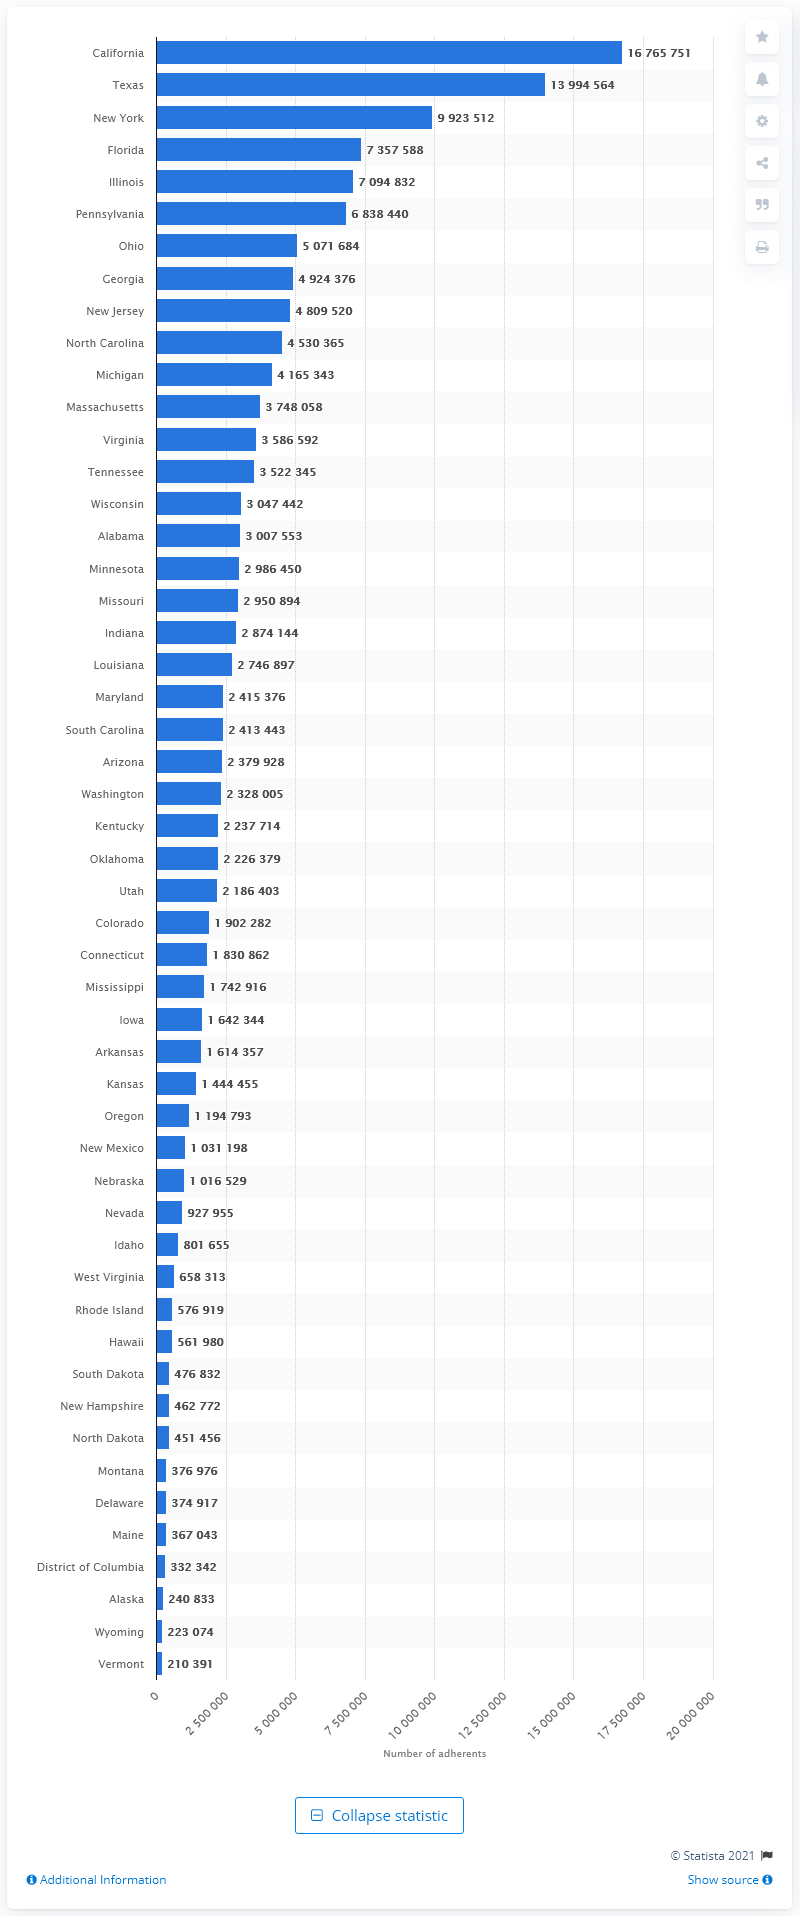 California 16 765 751
Texas 13 994 564
New York 9 923 512
Florida 7 357 588
Illinois 7 094 832
Pennsylvania 6 838 440
Ohio 5 071 684
Georgia 4 924 376
New Jersey 4 809 520
North Carolina 4 530 365
Michigan 4 165 343
Massachusetts 3 748 058
Virginia 3 586 592
Tennessee 3 522 345
Wisconsin 3 047 442
Alabama 3 007 553
Minnesota 2 986 450
Missouri 2 950 894
Indiana 2 874 144
Louisiana 2 746 897
Maryland 2 415 376
South Carolina 2 413 443
Arizona 2 379 928
Washington 2 328 005
Kentucky 2 237 714
Oklahoma 2 226 379
Utah 2 186 403
Colorado 1 902 282
Connecticut 1 830 862
Mississippi 1 742 916
Iowa 1 642 344
Arkansas 1 614 357
Kansas 1 444 455
Oregon 1 194 793
New Mexico 1 031 198
Nebraska 1 016 529
Nevada 927 955
Idaho 801 655
West Virginia 658 313
Rhode Island 576 919
Hawaii 561 980
South Dakota 476 832
New Hampshire 462 772
North Dakota 451 456
Montana 376 976
Delaware 374 917
Maine 367 043
District of Columbia 332 342
Alaska 240 833
Wyoming 223 074
Vermont 210 391
0 2 500 000 5 000 000 7 500 000 10 000 000 12 500 000 15 000 000 17 500 000 20 000 000
Number of adherents
Collapse statistic
© Statista 2021
Additional Information Show source